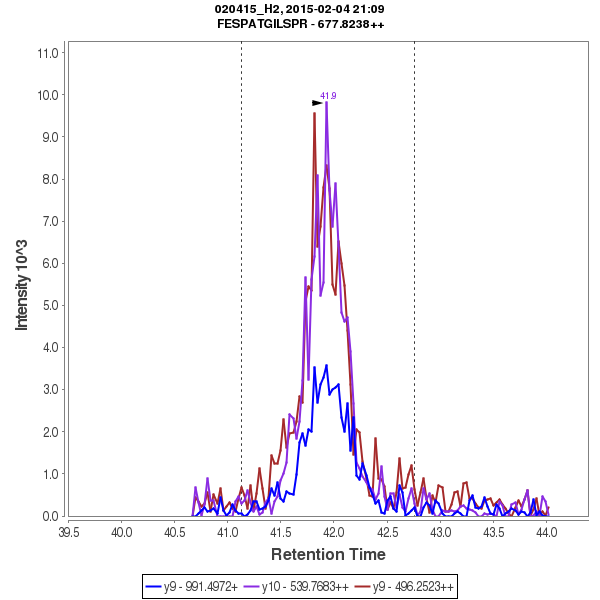 020415_H2, 2015-02-04 21:09
FESPATGILSPR - 677.8238++
Intensity 10^3
11.0
10.0
9.0
8.0
7.0
6.0
5.0
4.0
3.0
2.0
1.0
0.0
41.9
39.5 40.0 40.5 41.0 41.5 42.0 42.5 43.0 43.5 44.0
Retention Time
y9 - 991.4972+ y10 - 539.7683++ y9 - 496.2523++